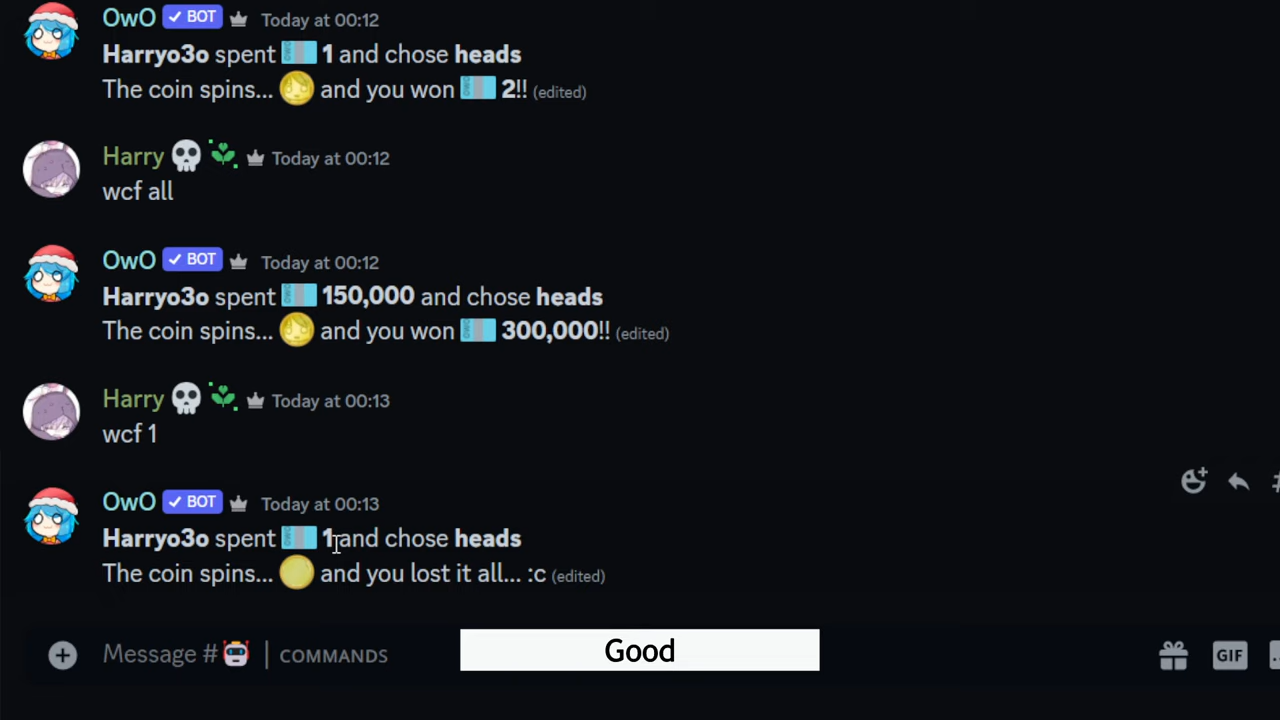 OwO ✓ BOT Today at 00:12
Harryo3o spent 1 and chose heads
The coin spins... and you won 2!! (edited)
Harry Today at 00:12
wcf all
OwO ✓ BOT Today at 00:12
Harryo3o spent 150,000 and chose heads
The coin spins... and you won 300,000!! (edited)
Harry Today at 00:13
wcf 1
OwO ✓ BOT Today at 00:13
Harryo3o spent 1 and chose heads
The coin spins... and you lost it all... :c (edited)
Message # | COMMANDS
Good
GIF